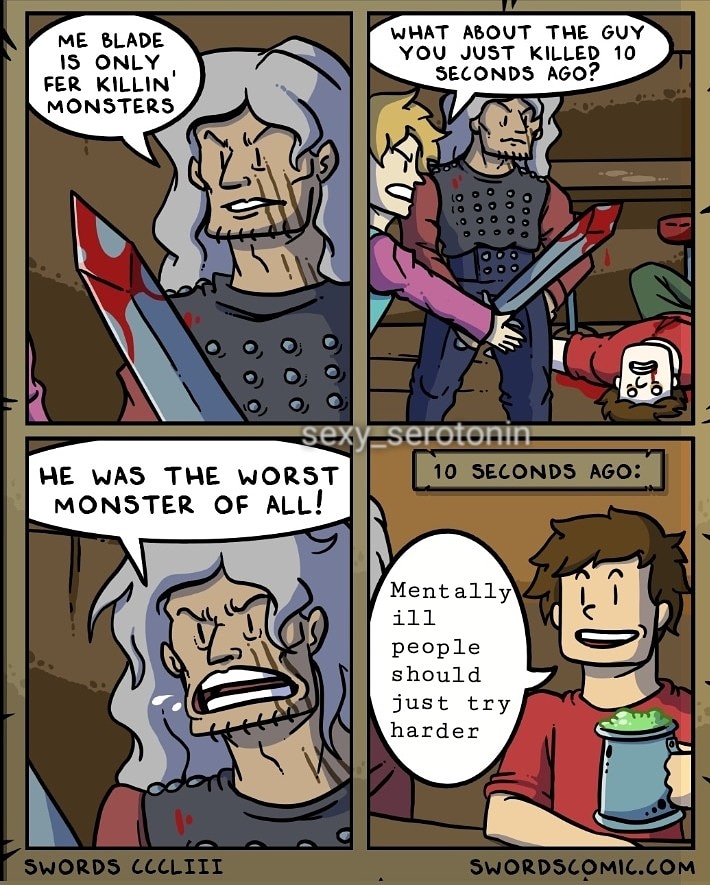 ME BLADE
IS ONLY
FER KILLIN'
MONSTERS
WHAT ABOUT THE GUY
YOU JUST KILLED 10
SECONDS AGO?
sexy_serotonin
HE WAS THE WORST
MONSTER OF ALL!
10 SECONDS AGO:
Mentally
ill
people
should
just try
harder
SWORDS CCCLIII
SWORDSCOMIC.COM